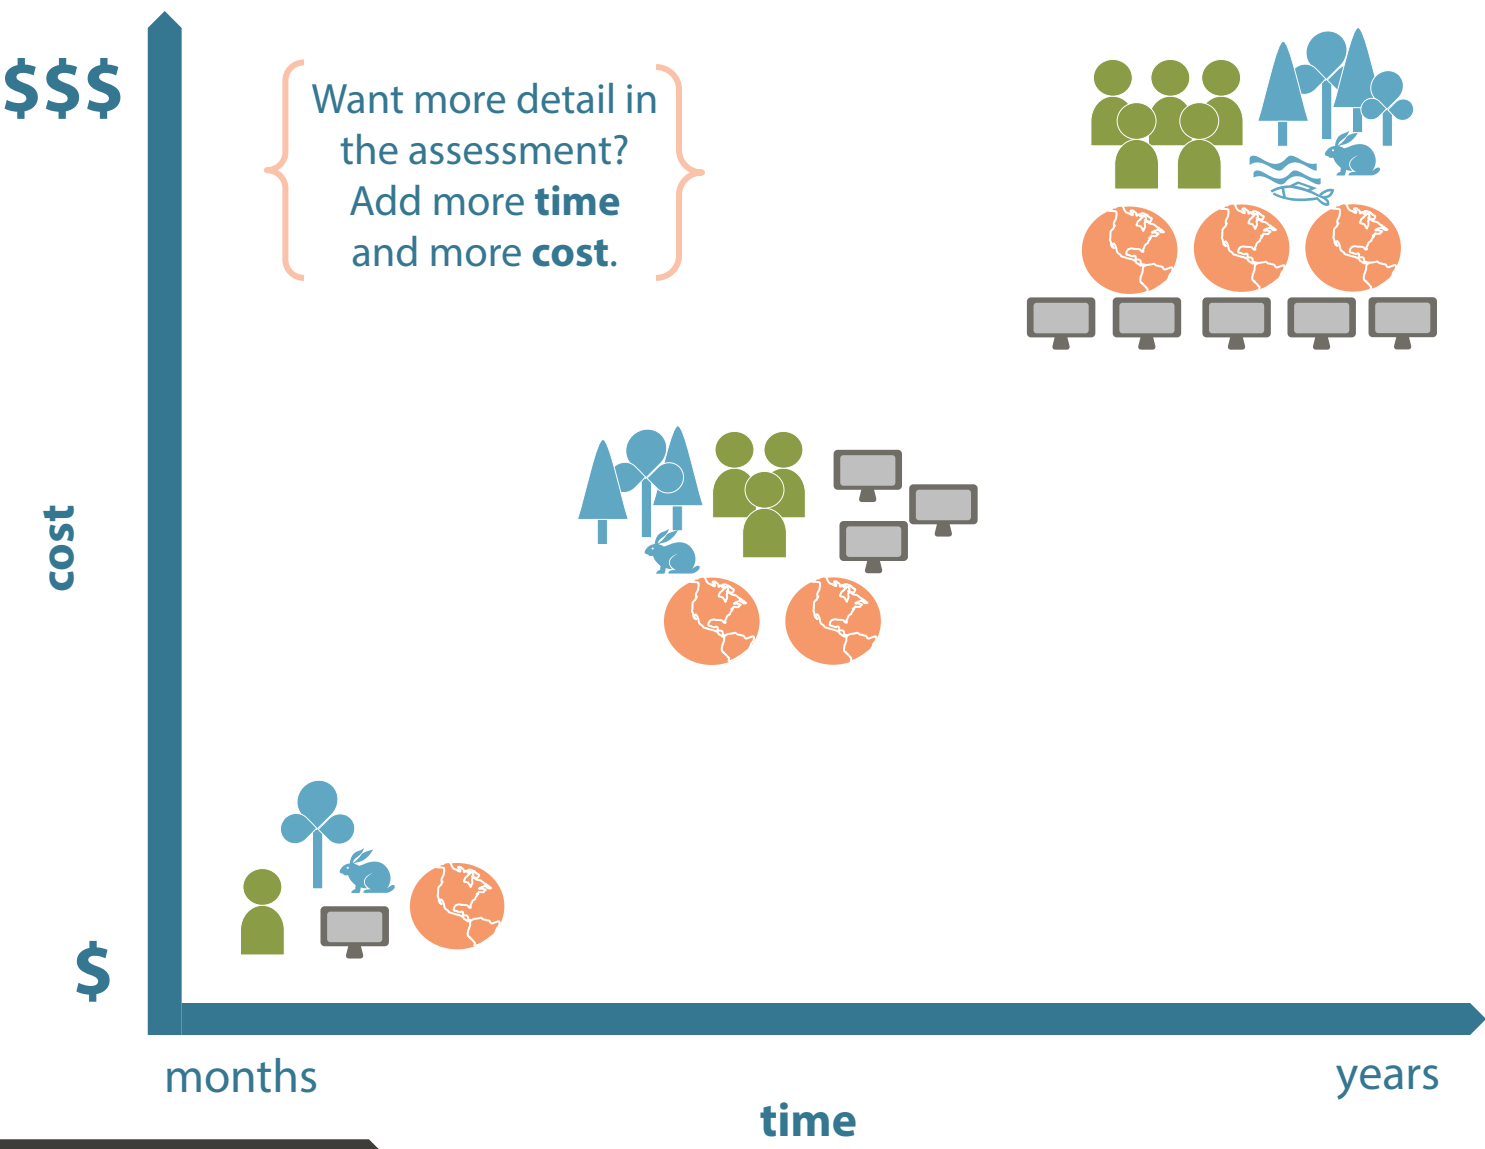 $$$
Want more detail in
the assessment?
Add more time
and more cost.
cost
$
months
years
time